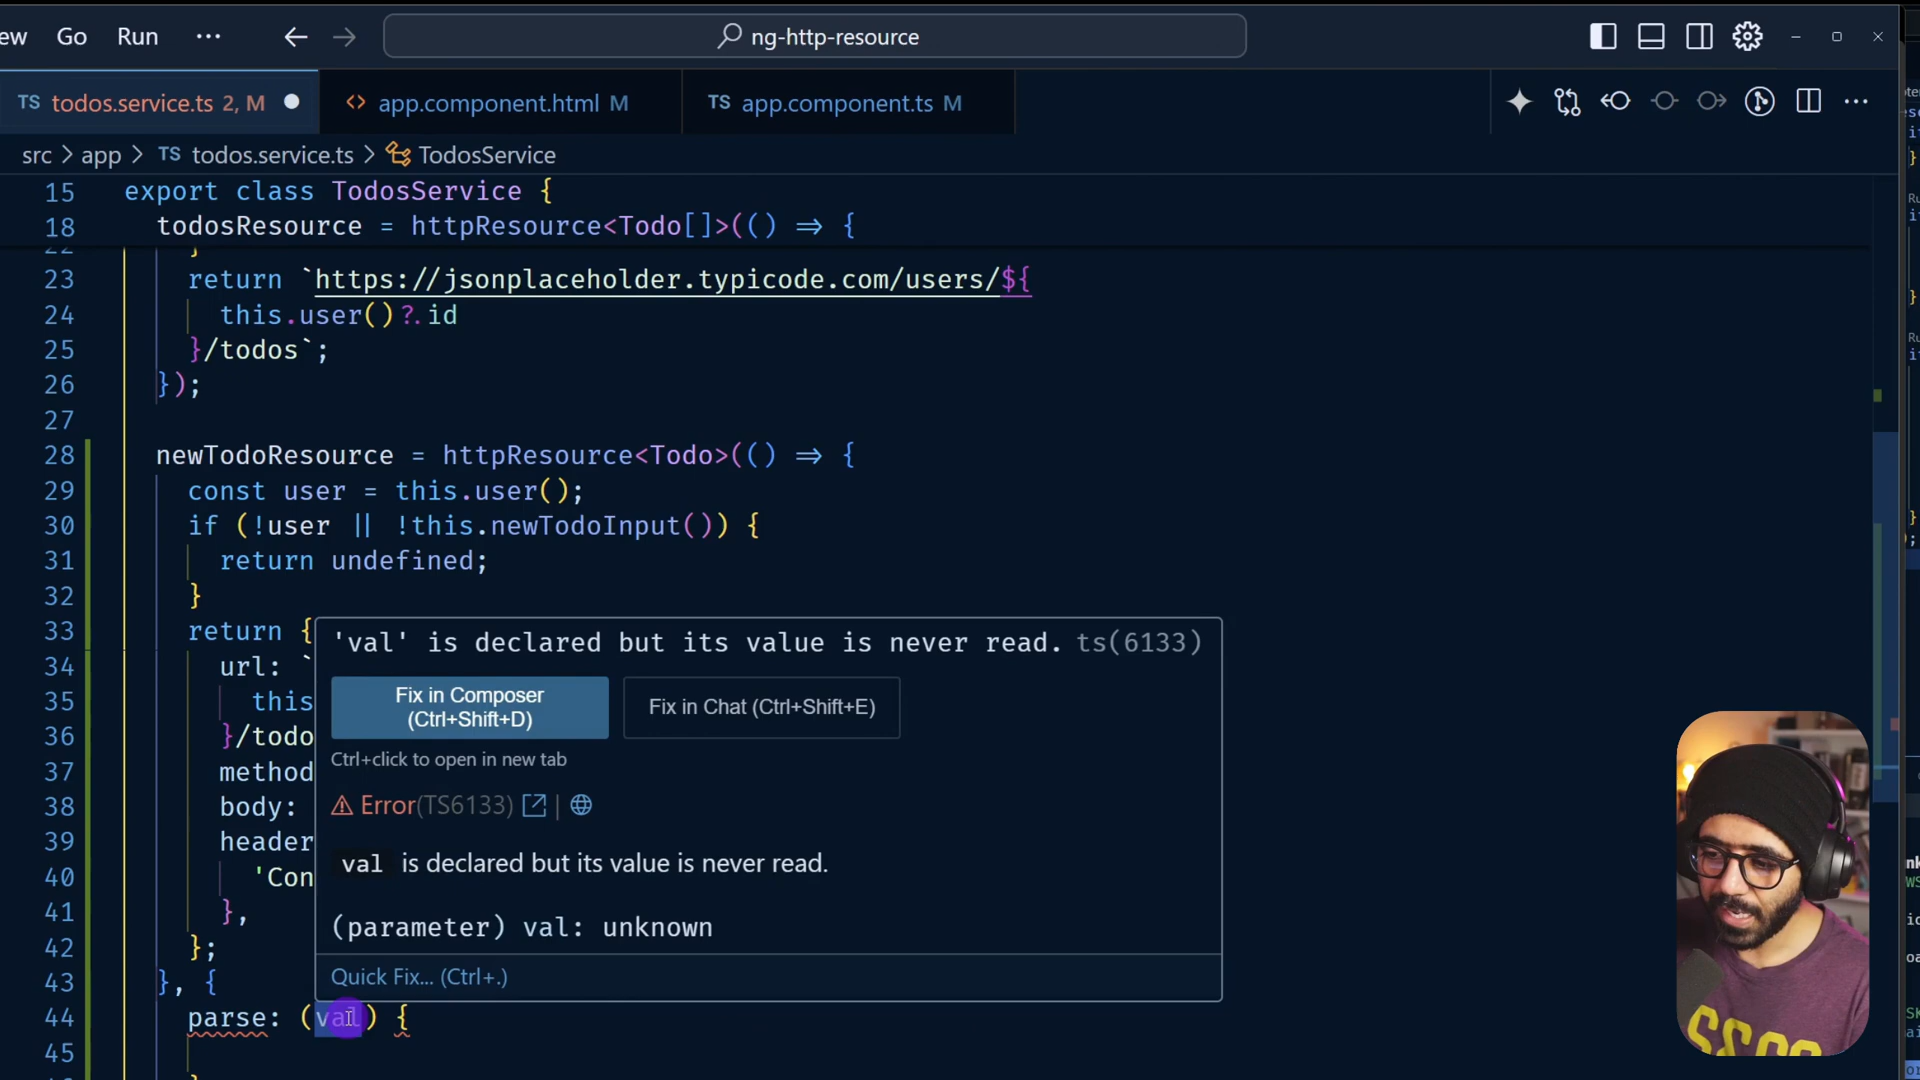 Go Run ... ng-http-resource
TS todos.service.ts 2, M <> app.component.html M TS app.component.ts M
src > app > TS todos.service.ts > TodosService
15 export class TodosService {
18 todosResource = httpResource<Todo[]>(() => {
22 }
23 return `https://jsonplaceholder.typicode.com/users/${
24 this.user()?.id
25 }/todos`;
26 });
27
28 newTodoResource = httpResource<Todo>(() => {
29 const user = this.user();
30 if (!user || !this.newTodoInput()) {
31 return undefined;
32 }
33 return {
34 url: `
35 this
36 }/todo
37 method
38 body:
39 header
40 'Con
41 },
42 };
43 }, {
44 parse: (val) {
45
'val' is declared but its value is never read. ts(6133)
Fix in Composer
(Ctrl+Shift+D)
Fix in Chat (Ctrl+Shift+E)
Ctrl+click to open in new tab
Error(TS6133) |
val is declared but its value is never read.
(parameter) val: unknown
Quick Fix... (Ctrl+.)